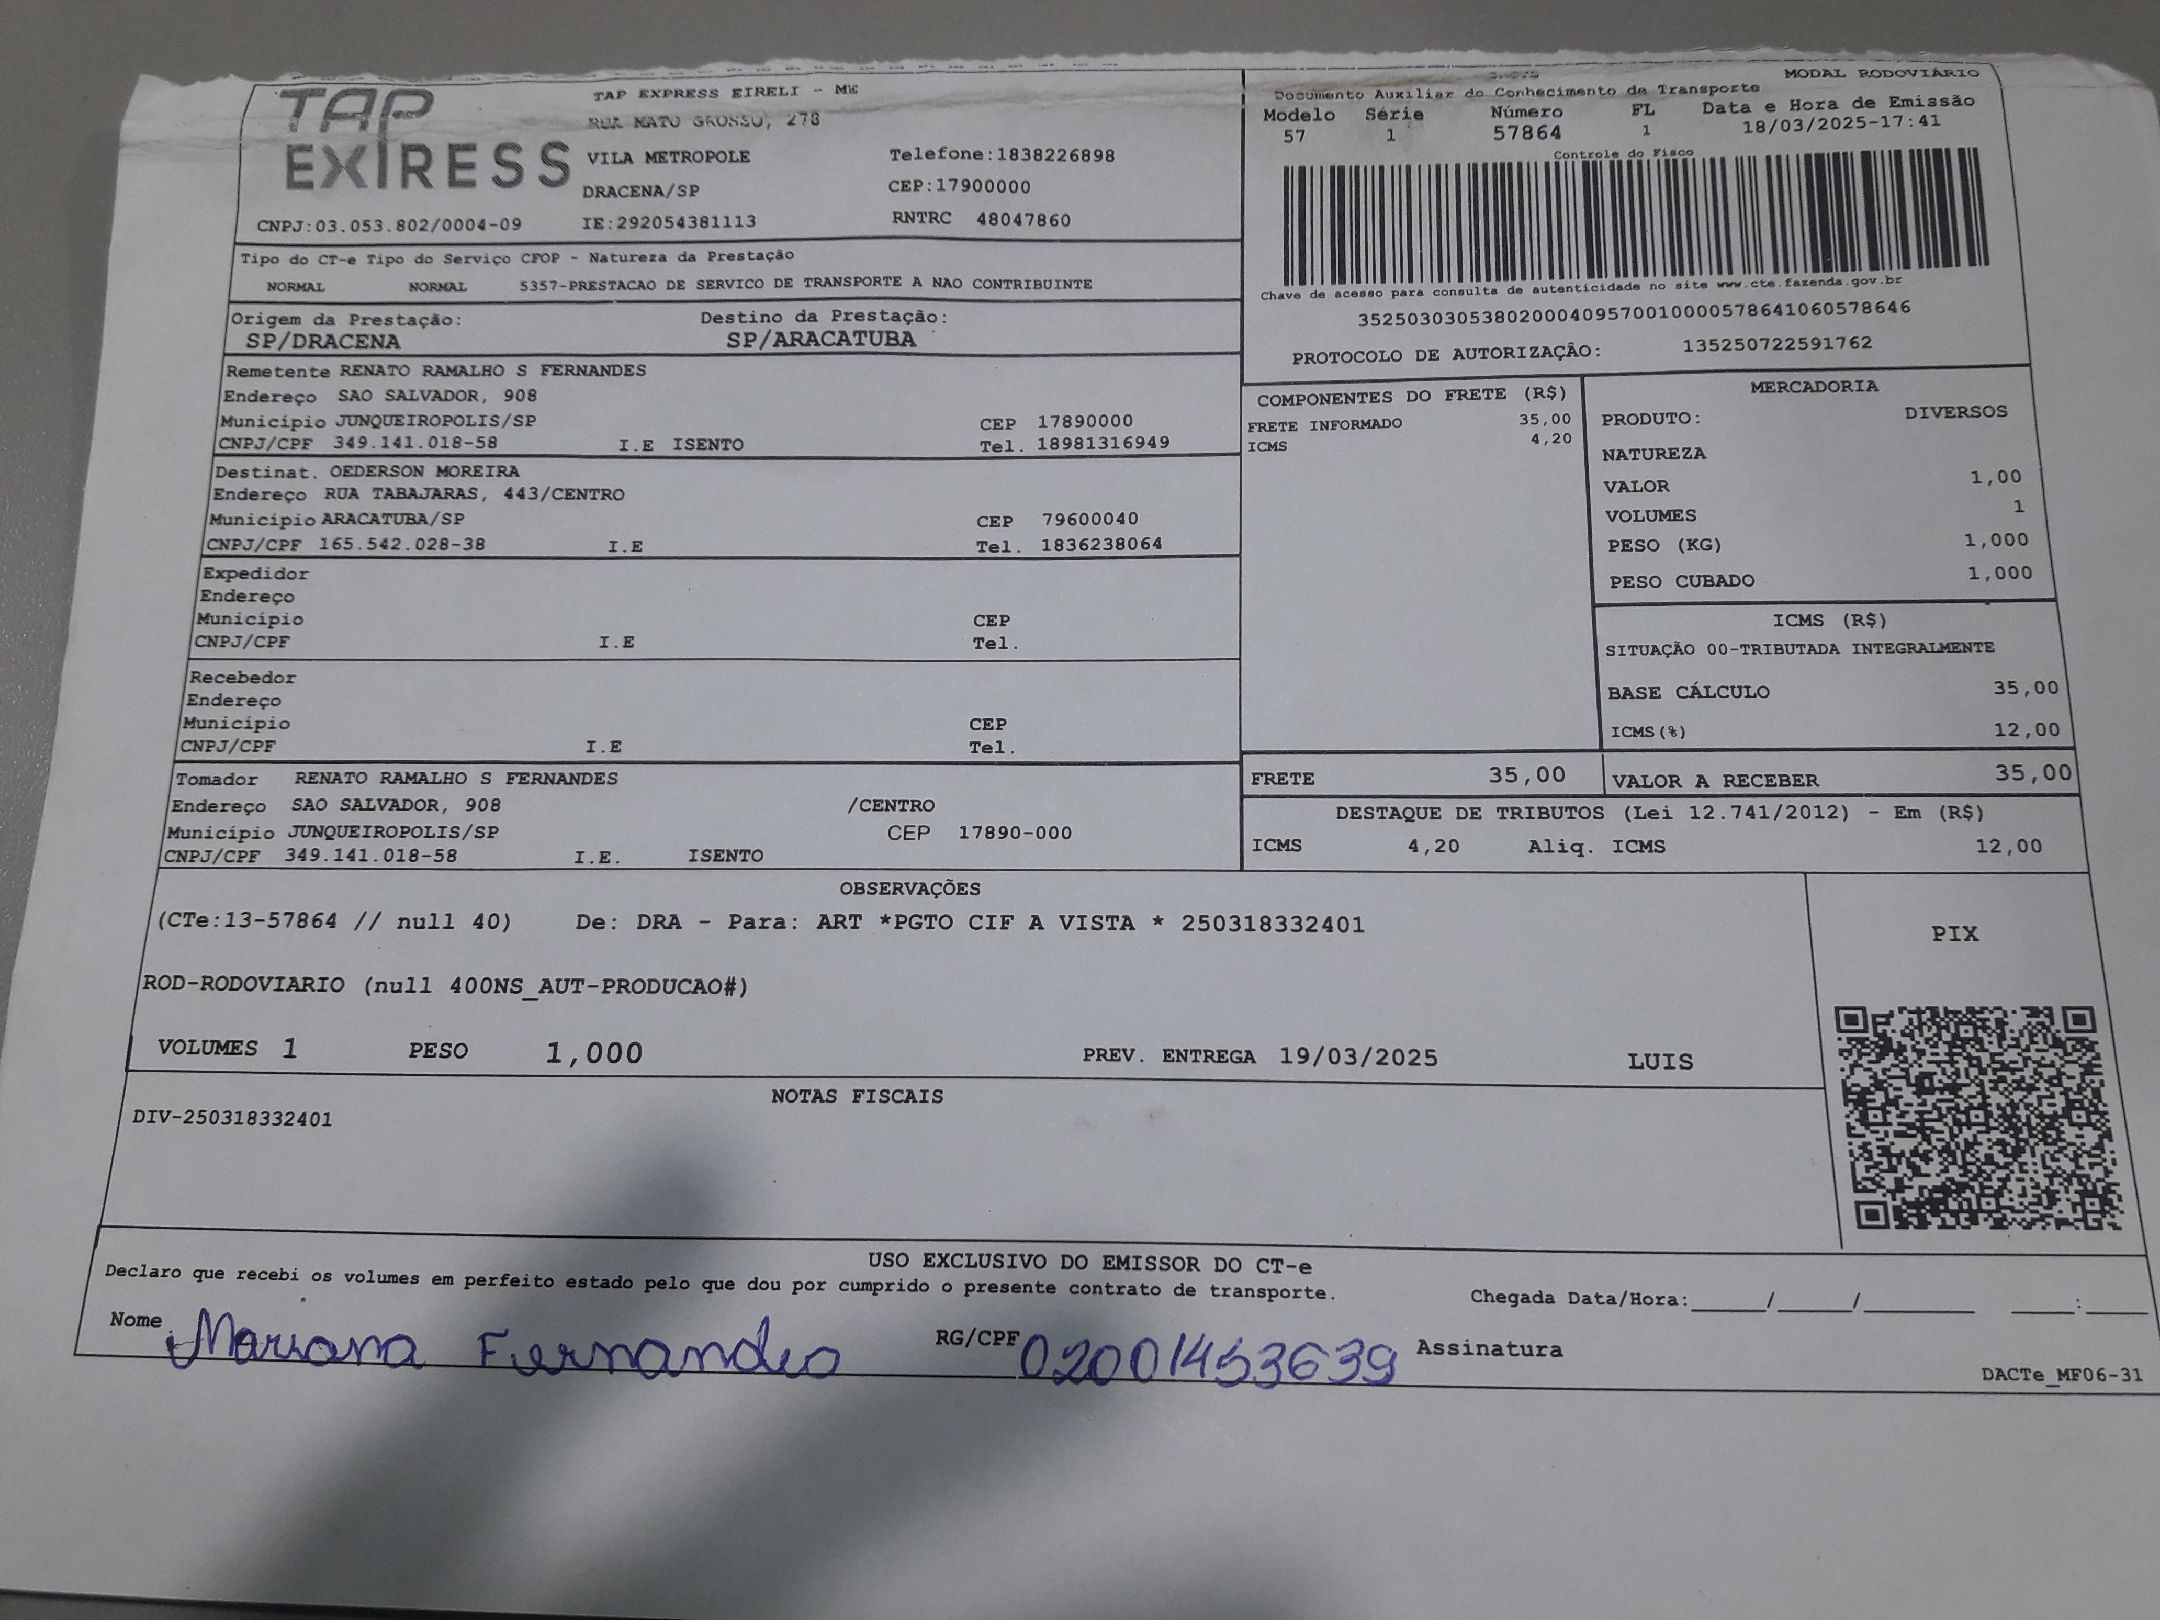 TAP
EXPRESS
TAP EXPRESS EIRELI - ME
RUA MATO GROSSO, 278
VILA METROPOLE Telefone:1838226898
DRACENA/SP CEP:17900000
CNPJ:03.053.802/0004-09 IE:292054381113 RNTRC 48047860
MODAL RODOVIÁRIO
Documento Auxiliar do Conhecimento de Transporte
Modelo Série Número FL Data e Hora de Emissão
57 1 57864 1 18/03/2025-17:41
Controle do Fisco
Chave de acesso para consulta de autenticidade no site www.cte.fazenda.gov.br
35250303053802000409570010000578641060578646
PROTOCOLO DE AUTORIZAÇÃO: 135250722591762
Tipo do CT-e Tipo do Serviço CFOP - Natureza da Prestação
NORMAL NORMAL 5357-PRESTACAO DE SERVICO DE TRANSPORTE A NAO CONTRIBUINTE
Origem da Prestação: Destino da Prestação:
SP/DRACENA SP/ARACATUBA
Remetente RENATO RAMALHO S FERNANDES
Endereço SAO SALVADOR, 908
Município JUNQUEIROPOLIS/SP CEP 17890000
CNPJ/CPF 349.141.018-58 I.E ISENTO Tel. 18981316949
Destinat. OEDERSON MOREIRA
Endereço RUA TABAJARAS, 443/CENTRO
Município ARACATUBA/SP CEP 79600040
CNPJ/CPF 165.542.028-38 I.E Tel. 1836238064
Expedidor
Endereço
Município CEP
CNPJ/CPF I.E Tel.
Recebedor
Endereço
Município CEP
CNPJ/CPF I.E Tel.
Tomador RENATO RAMALHO S FERNANDES
Endereço SAO SALVADOR, 908 /CENTRO
Município JUNQUEIROPOLIS/SP CEP 17890-000
CNPJ/CPF 349.141.018-58 I.E. ISENTO
COMPONENTES DO FRETE (R$)
FRETE INFORMADO 35,00
ICMS 4,20
MERCADORIA
PRODUTO: DIVERSOS
NATUREZA
VALOR 1,00
VOLUMES 1
PESO (KG) 1,000
PESO CUBADO 1,000
ICMS (R$)
SITUAÇÃO 00-TRIBUTADA INTEGRALMENTE
BASE CÁLCULO 35,00
ICMS(%) 12,00
FRETE 35,00 VALOR A RECEBER 35,00
DESTAQUE DE TRIBUTOS (Lei 12.741/2012) - Em (R$)
ICMS 4,20 Aliq. ICMS 12,00
OBSERVAÇÕES
(CTe:13-57864 // null 40) De: DRA - Para: ART *PGTO CIF A VISTA * 250318332401
ROD-RODOVIARIO (null 400NS_AUT-PRODUCAO#)
VOLUMES 1 PESO 1,000 PREV. ENTREGA 19/03/2025 LUIS
PIX
NOTAS FISCAIS
DIV-250318332401
USO EXCLUSIVO DO EMISSOR DO CT-e
Declaro que recebi os volumes em perfeito estado pelo que dou por cumprido o presente contrato de transporte.
Chegada Data/Hora:_____/_____/_______ ____:____
Nome Mariana Fernandes RG/CPF 02001453639 Assinatura
DACTe_MF06-31